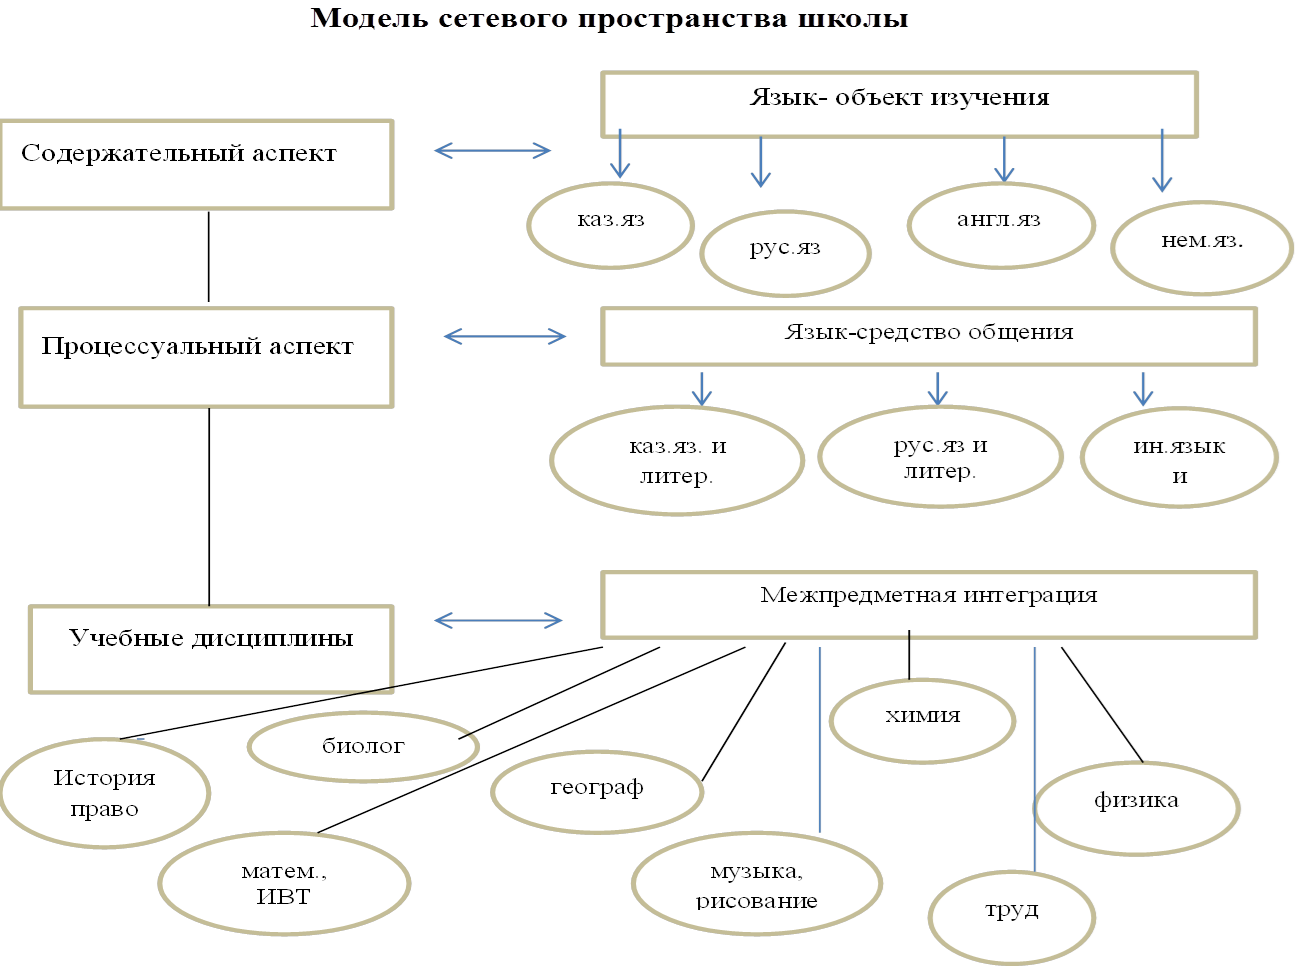 Модель сетевого пространства школы
Язык- объект изучения
Содержательный аспект
каз.яз
рус.яз
англ.яз
нем.яз.
Процессуальный аспект
Язык-средство общения
каз.яз. и
литер.
рус.яз и
литер.
ин.язык
и
Учебные дисциплины
Межпредметная интеграция
История
право
биолог
матем.,
ИВТ
географ
музыка,
рисование
химия
труд
физика